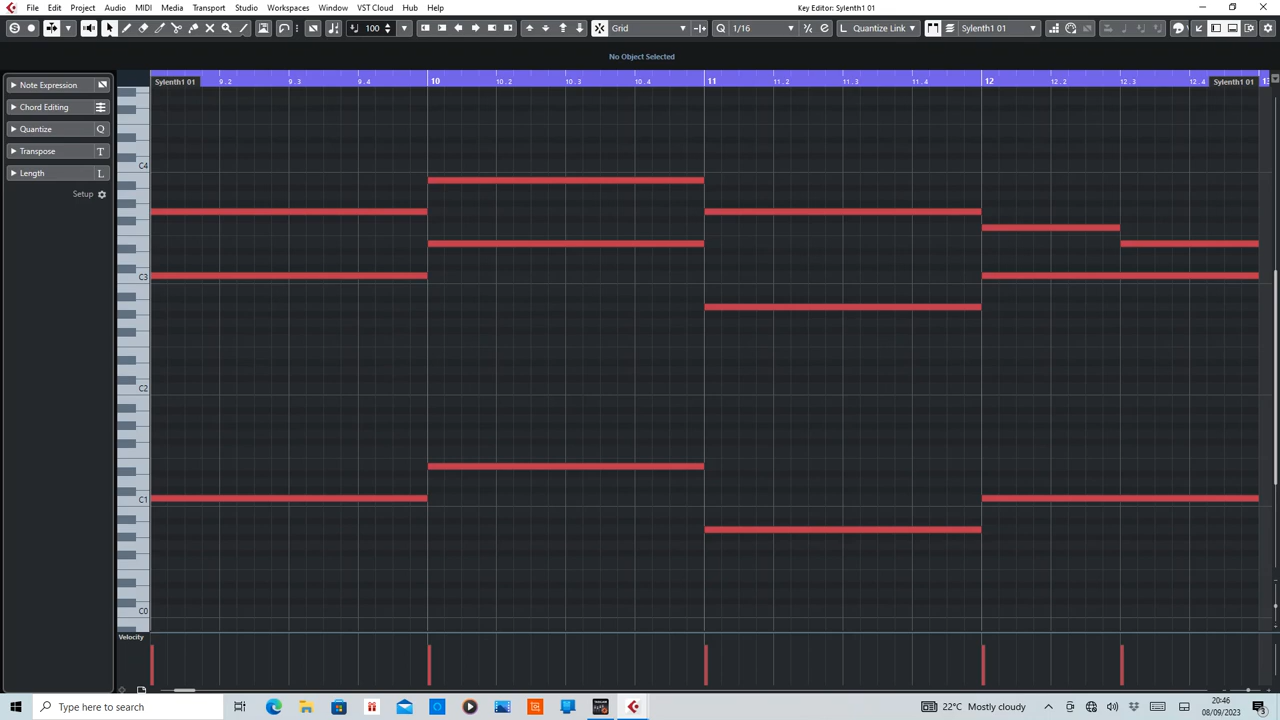 File Edit Project Audio MIDI Media Transport Studio Workspaces Window VST Cloud Hub Help
Key Editor: Sylenth1 01
100 Grid Q 1/16 Quantize Link Sylenth1 01
No Object Selected
Sylenth1 01 9.2 9.3 9.4 10 10.2 10.3 10.4 11 11.2 11.3 11.4 12 12.2 12.3 12.4 Sylenth1 01 13
Note Expression
Chord Editing
Quantize Q
Transpose T
Length L
Setup
C4
C3
C2
C1
C0
Velocity
Type here to search
22°C Mostly cloudy
20:46
08/09/2023
3